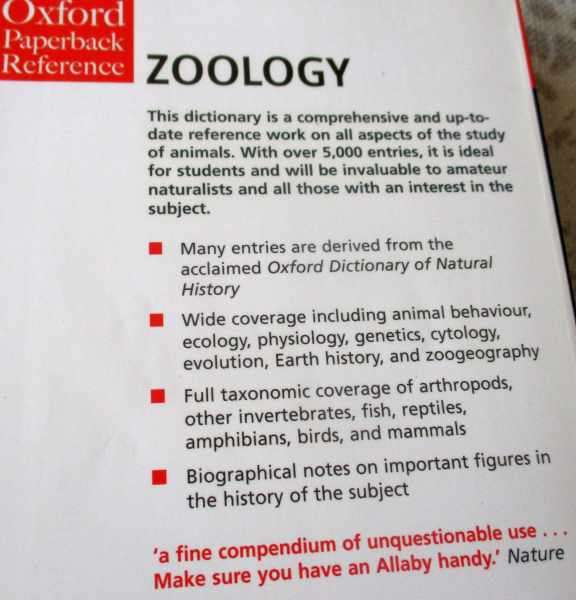 Oxford
Paperback
Reference
ZOOLOGY
This dictionary is a comprehensive and up-to-
date reference work on all aspects of the study
of animals. With over 5,000 entries, it is ideal
for students and will be invaluable to amateur
naturalists and all those with an interest in the
subject.
Many entries are derived from the
acclaimed Oxford Dictionary of Natural
History
Wide coverage including animal behaviour,
ecology, physiology, genetics, cytology,
evolution, Earth history, and zoogeography
Full taxonomic coverage of arthropods,
other invertebrates, fish, reptiles,
amphibians, birds, and mammals
Biographical notes on important figures in
the history of the subject
'a fine compendium of unquestionable use . . .
Make sure you have an Allaby handy.' Nature